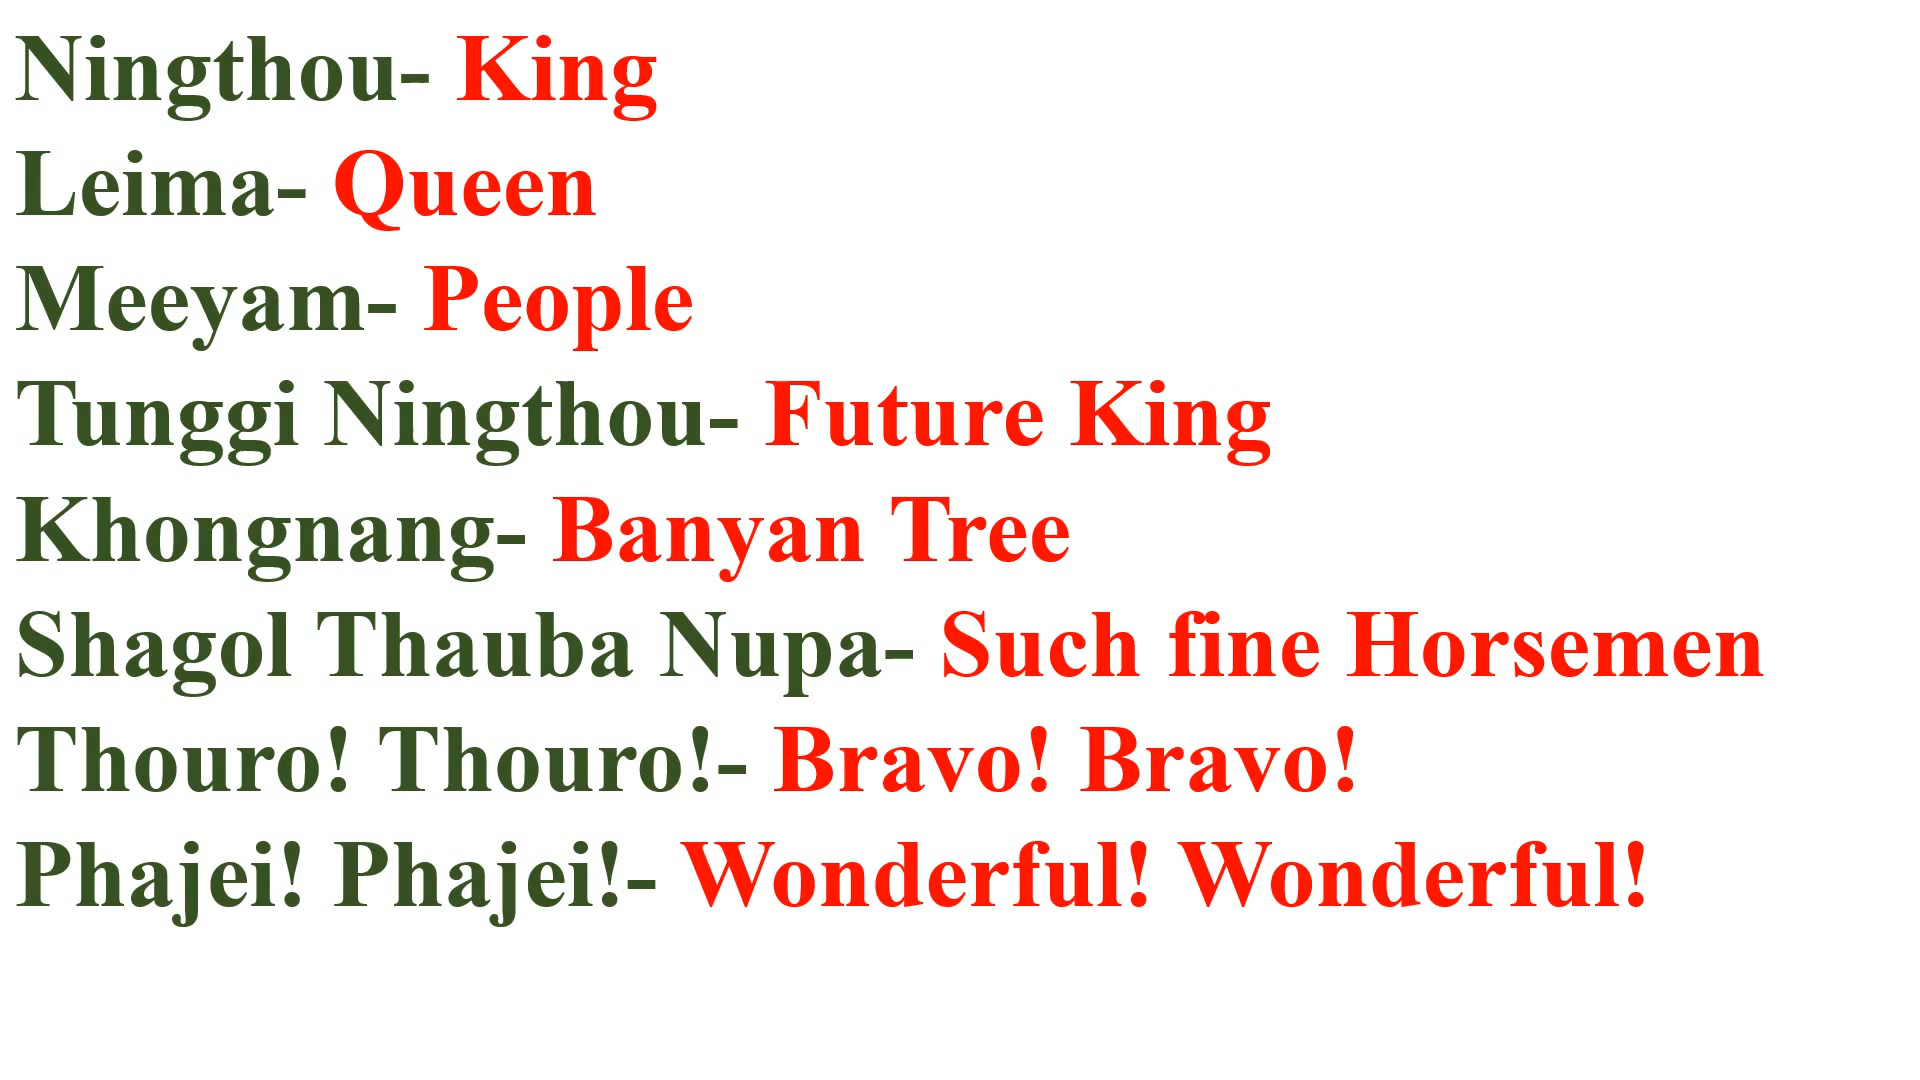 Ningthou- King
Leima- Queen
Meeyam- People
Tunggi Ningthou- Future King
Khongnang- Banyan Tree
Shagol Thauba Nupa- Such fine Horsemen
Thouro! Thouro!- Bravo! Bravo!
Phajei! Phajei!- Wonderful! Wonderful!